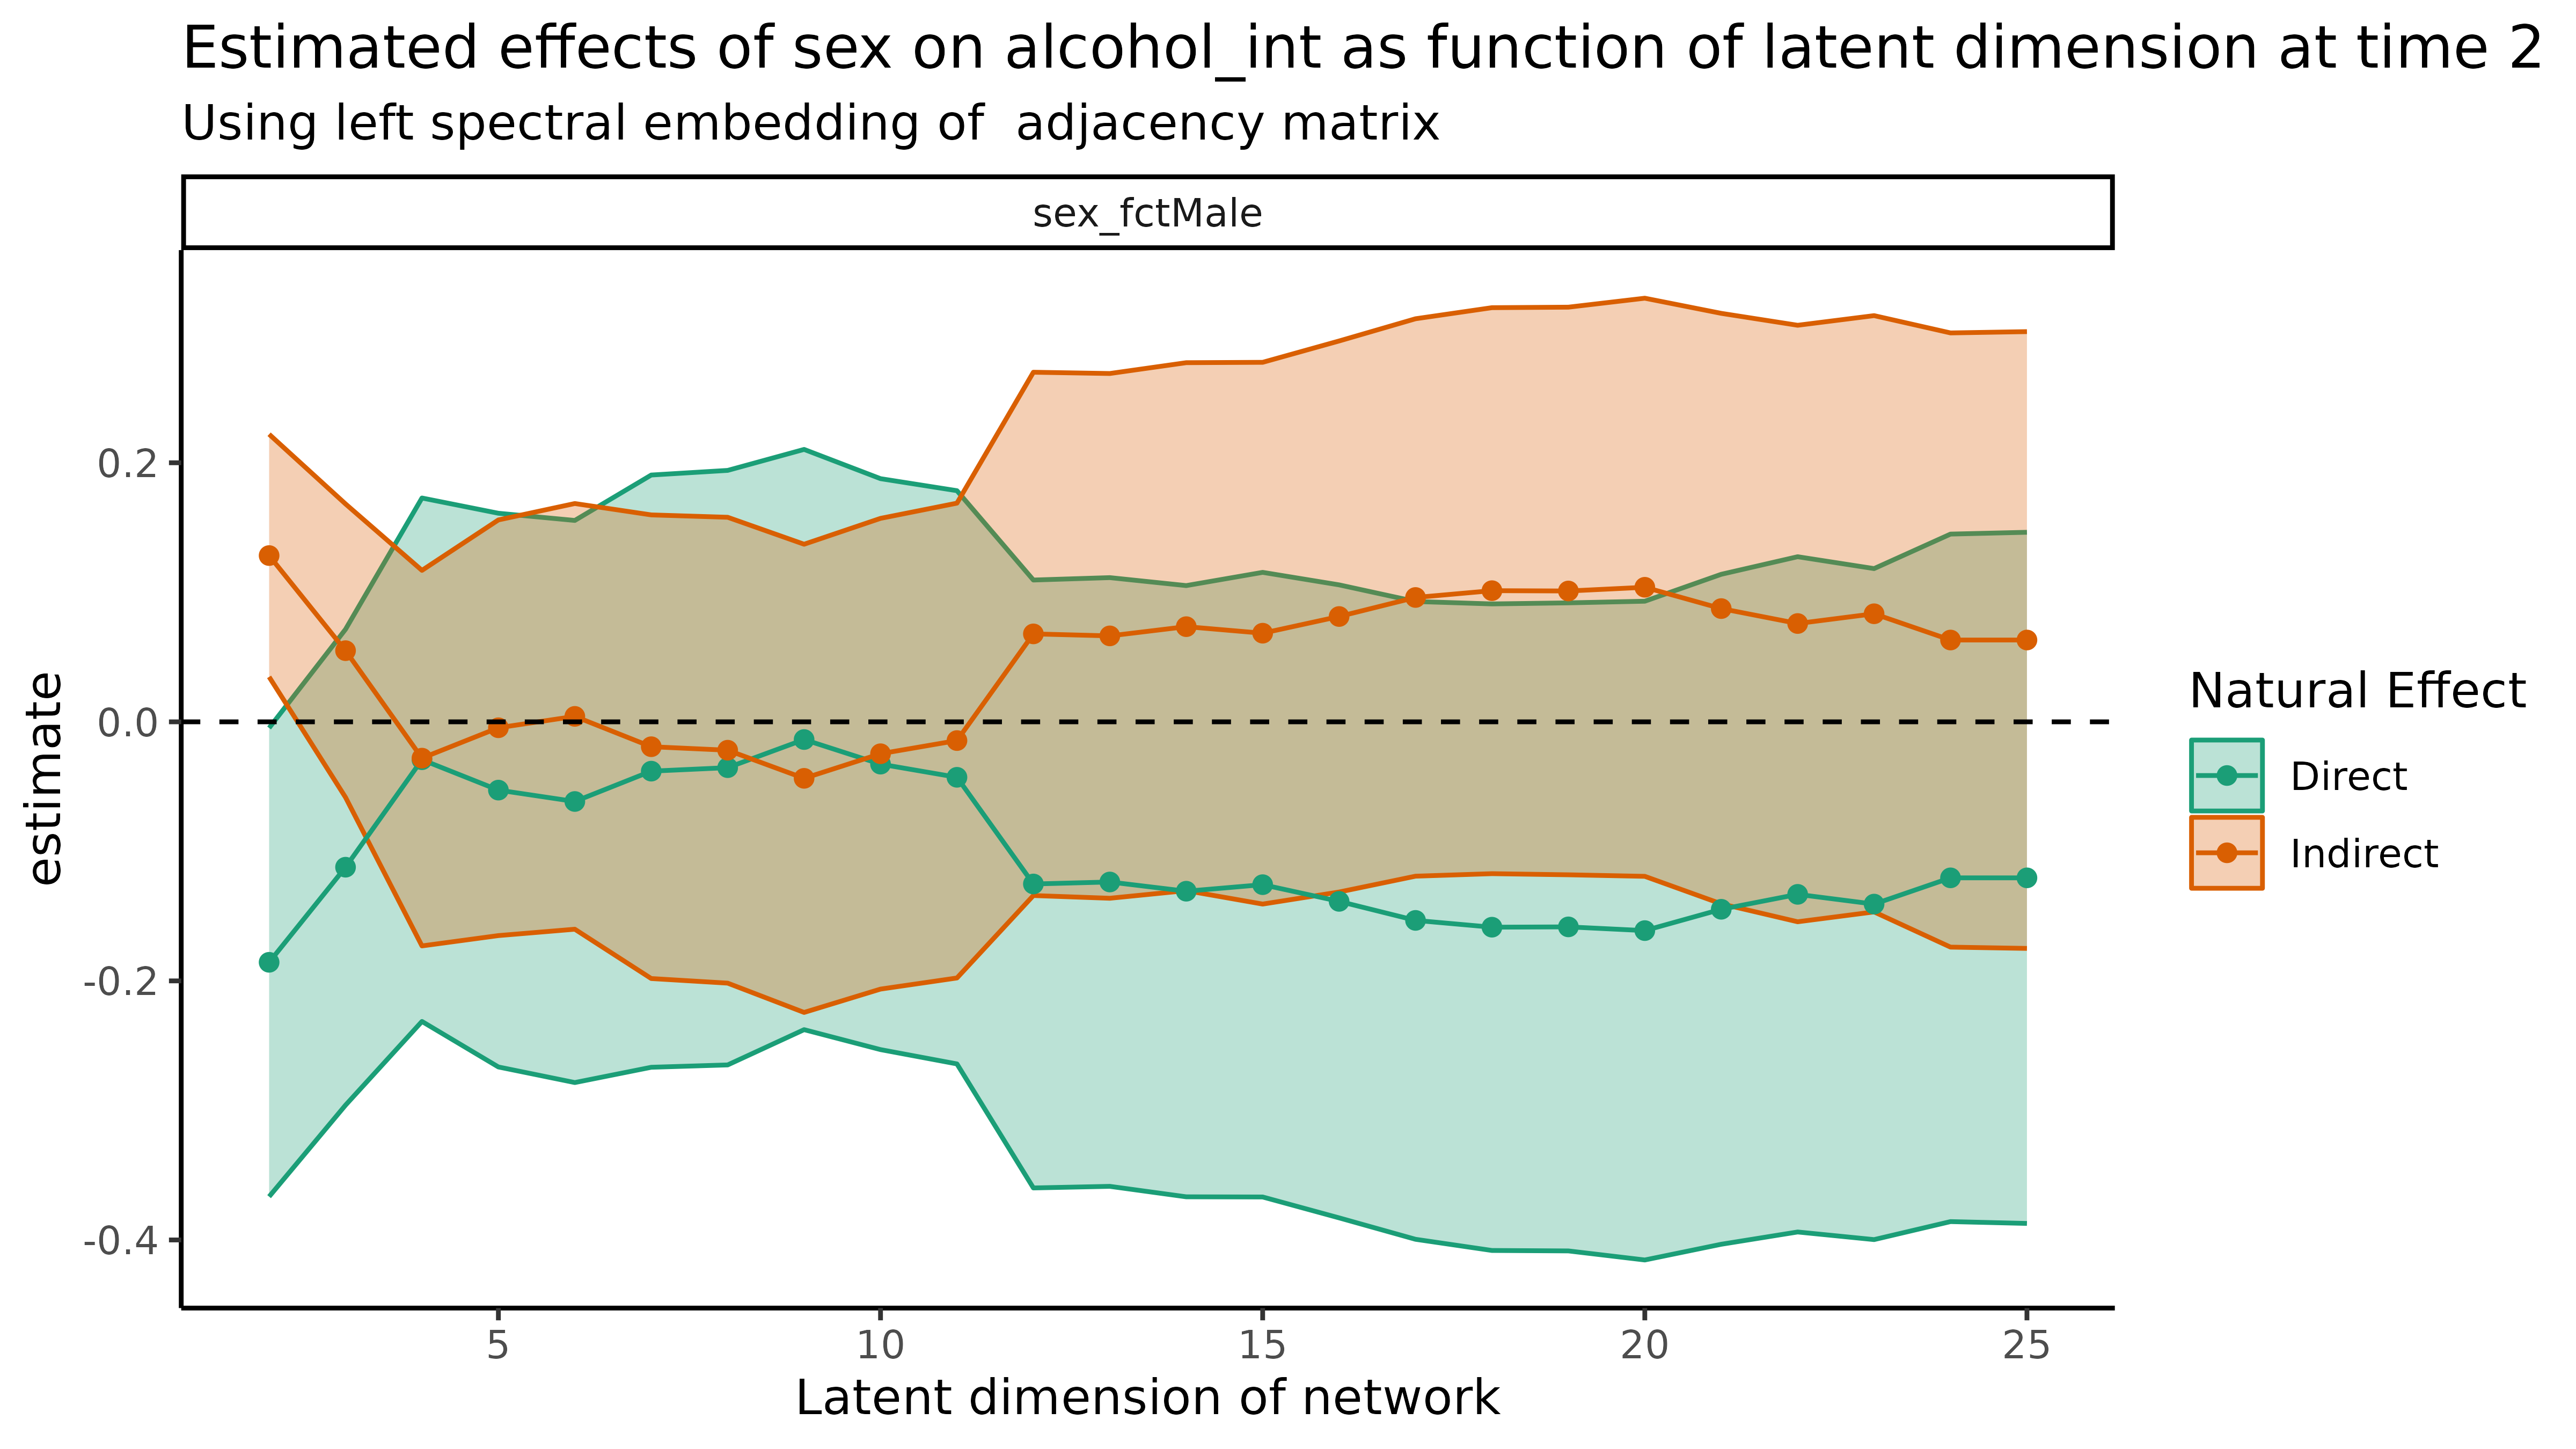 Estimated effects of sex on alcohol_int as function of latent dimension at time 2
Using left spectral embedding of  adjacency matrix
sex_fctMale
estimate
0.2
0.0
-0.2
-0.4
5 10 15 20 25
Latent dimension of network
Natural Effect
Direct
Indirect